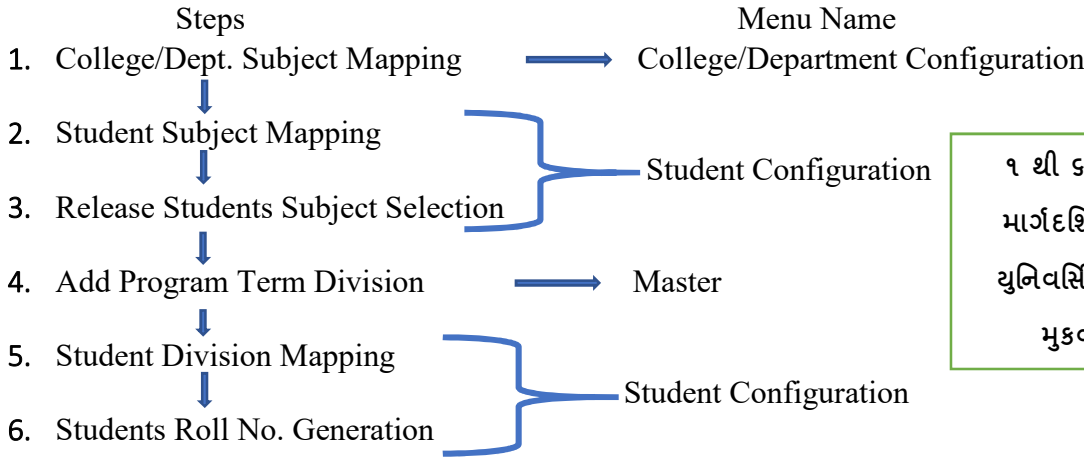 Steps Menu Name
1. College/Dept. Subject Mapping College/Department Configuration
2. Student Subject Mapping
Student Configuration
3. Release Students Subject Selection
4. Add Program Term Division Master
5. Student Division Mapping
Student Configuration
6. Students Roll No. Generation
૧ થી